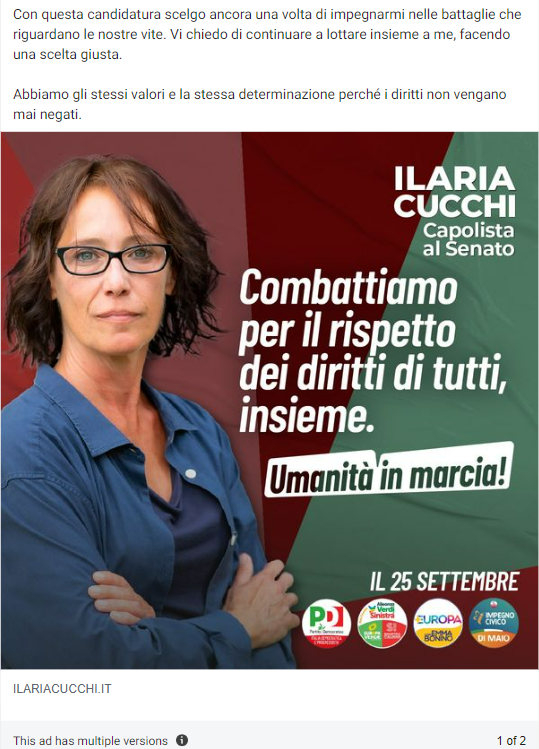 Con questa candidatura scelgo ancora una volta di impegnarmi nelle battaglie che
riguardano le nostre vite. Vi chiedo di continuare a lottare insieme a me, facendo
una scelta giusta.
Abbiamo gli stessi valori e la stessa determinazione perché i diritti non vengano
mai negati.
ILARIA
CUCCHI
Capolista
al Senato
Combattiamo
per il rispetto
dei diritti di tutti,
insieme.
Umanità in marcia!
IL 25 SETTEMBRE
PD
Partito Democratico
Alleanza
Verdi
Sinistra
SI
EUROPA
EMMA
BONINO
IMPEGNO
CIVICO
DI MAIO
ILARIACUCCHI.IT
This ad has multiple versions
1 of 2